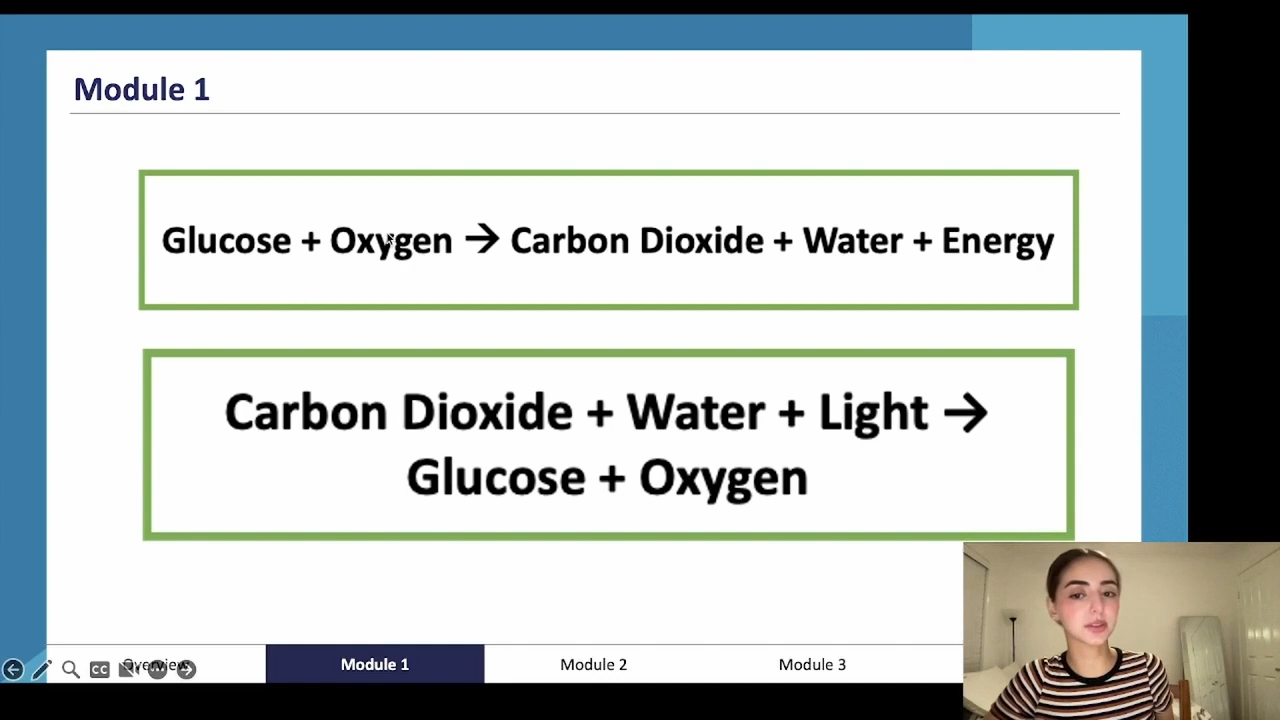 Module 1
Glucose + Oxygen → Carbon Dioxide + Water + Energy
Carbon Dioxide + Water + Light →
Glucose + Oxygen
CC
Overview
Module 1
Module 2
Module 3